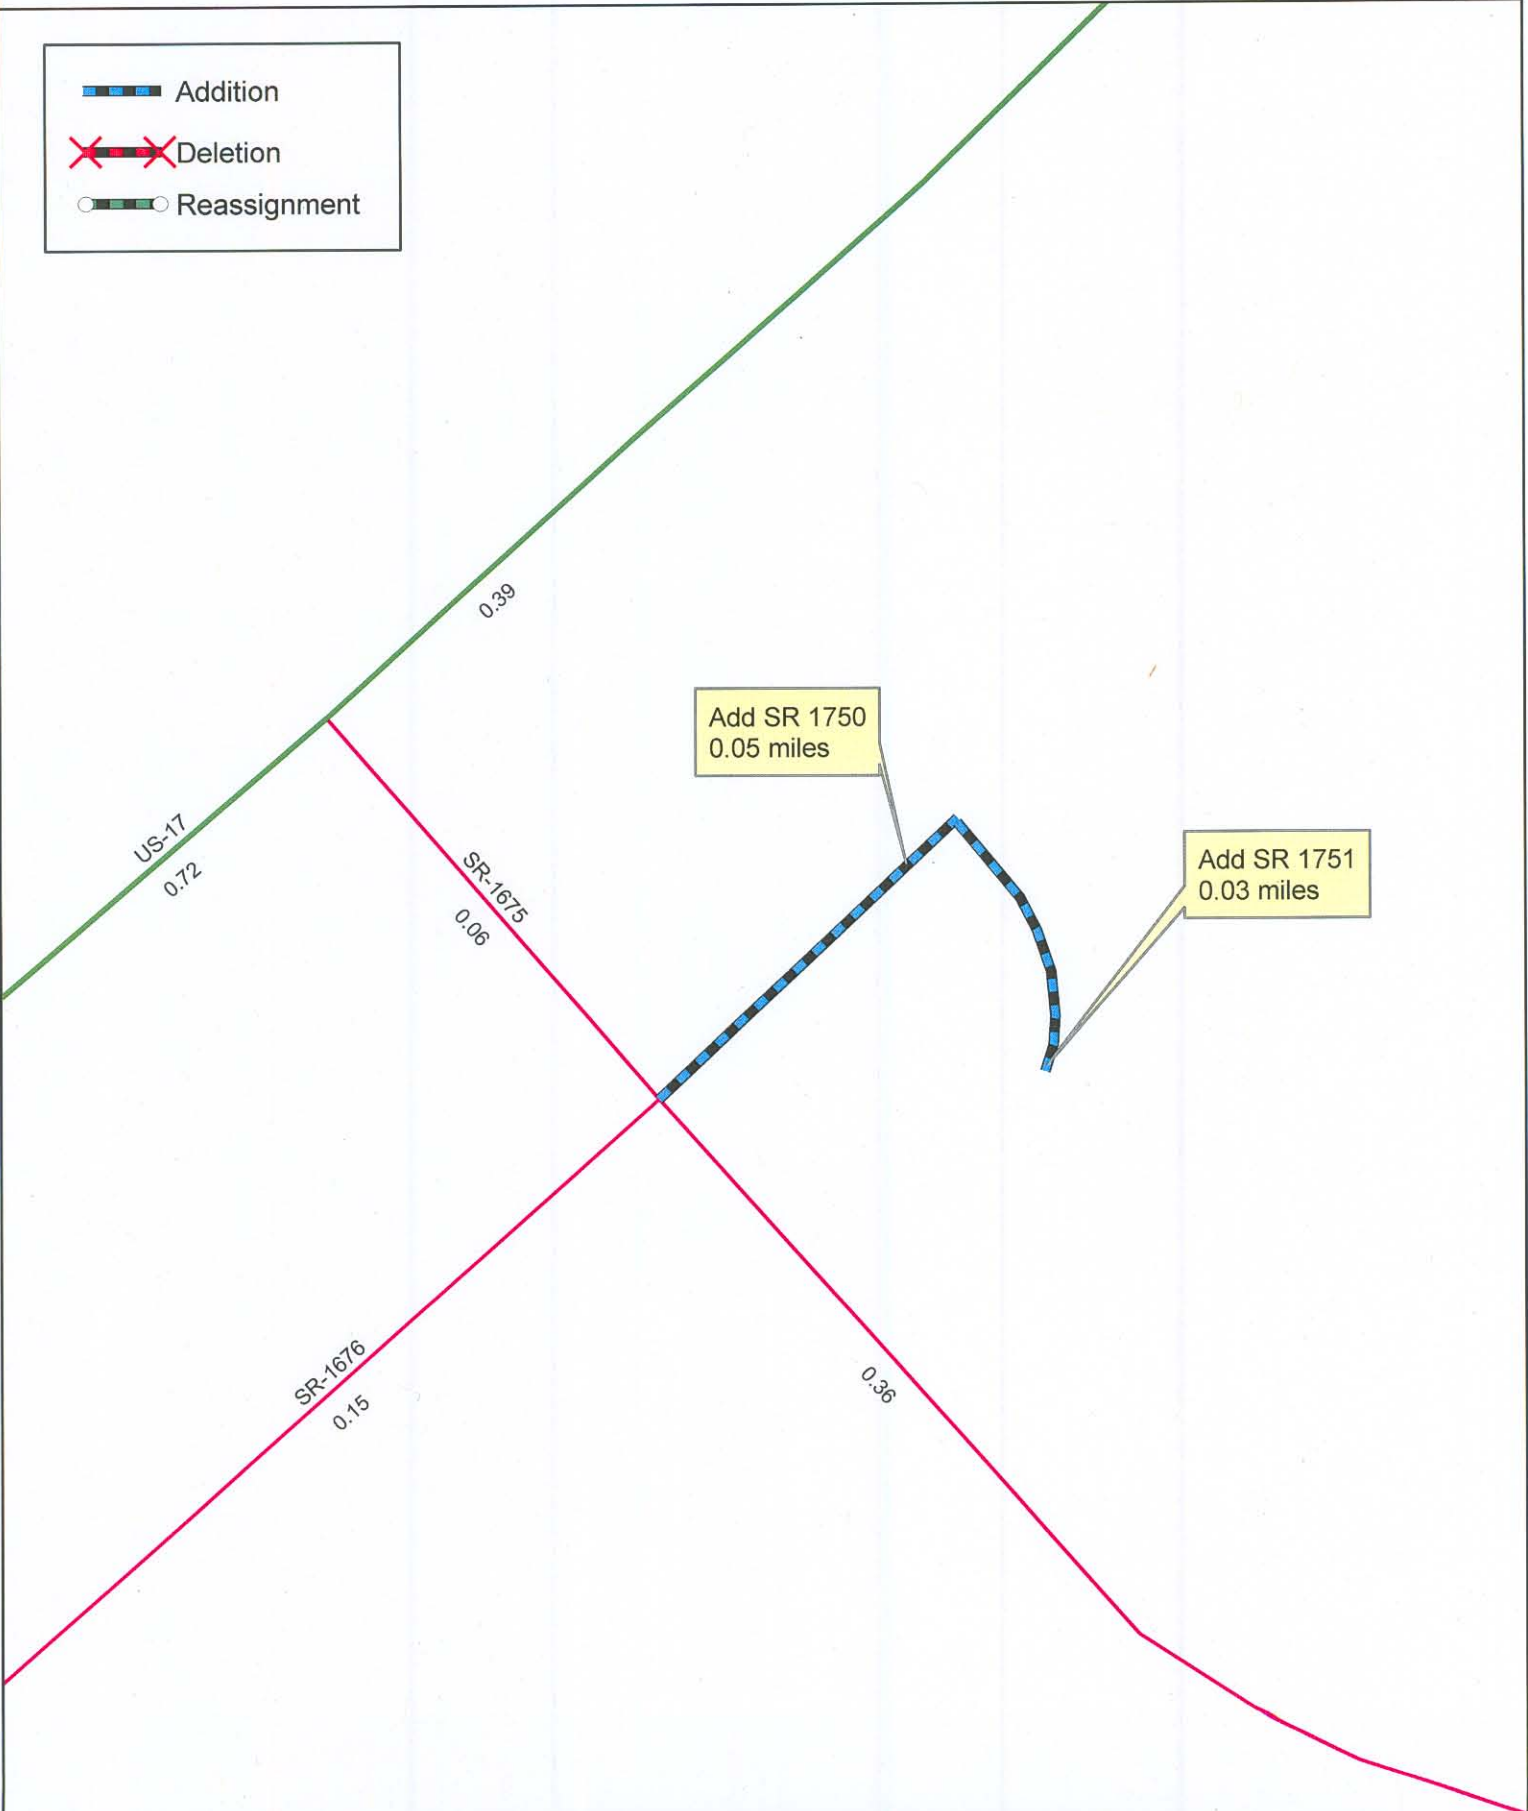 Addition
Deletion
Reassignment
0.39
Add SR 1750
0.05 miles
US-17
0.72
SR-1675
0.06
Add SR 1751
0.03 miles
SR-1676
0.15
0.36